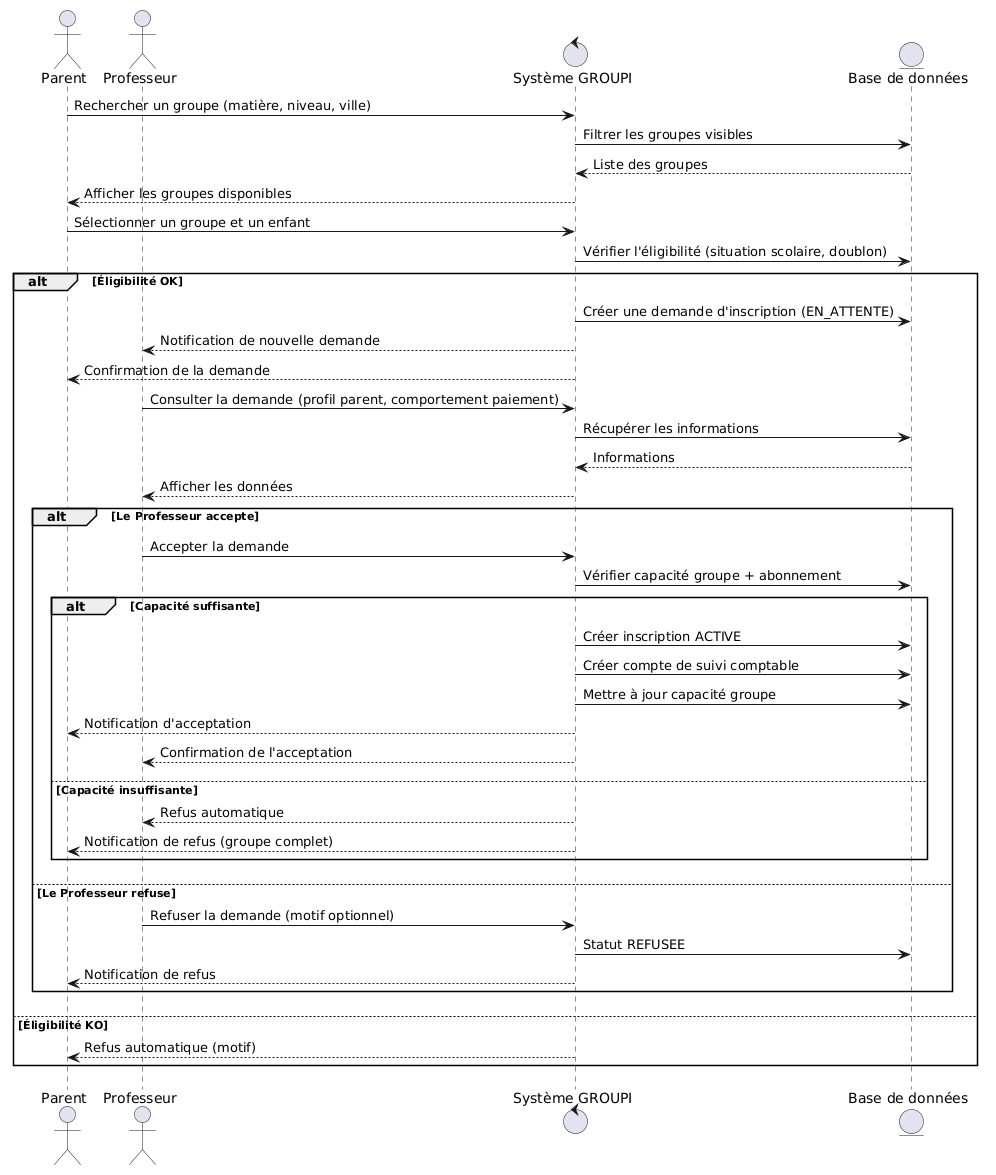 Parent
Professeur
Système GROUPI
Base de données
Rechercher un groupe (matière, niveau, ville)
Filtrer les groupes visibles
Liste des groupes
Afficher les groupes disponibles
Sélectionner un groupe et un enfant
Vérifier l'éligibilité (situation scolaire, doublon)
alt [Éligibilité OK]
Créer une demande d'inscription (EN_ATTENTE)
Notification de nouvelle demande
Confirmation de la demande
Consulter la demande (profil parent, comportement paiement)
Récupérer les informations
Informations
Afficher les données
alt [Le Professeur accepte]
Accepter la demande
Vérifier capacité groupe + abonnement
alt [Capacité suffisante]
Créer inscription ACTIVE
Créer compte de suivi comptable
Mettre à jour capacité groupe
Notification d'acceptation
Confirmation de l'acceptation
[Capacité insuffisante]
Refus automatique
Notification de refus (groupe complet)
[Le Professeur refuse]
Refuser la demande (motif optionnel)
Statut REFUSEE
Notification de refus
[Éligibilité KO]
Refus automatique (motif)
Parent
Professeur
Système GROUPI
Base de données